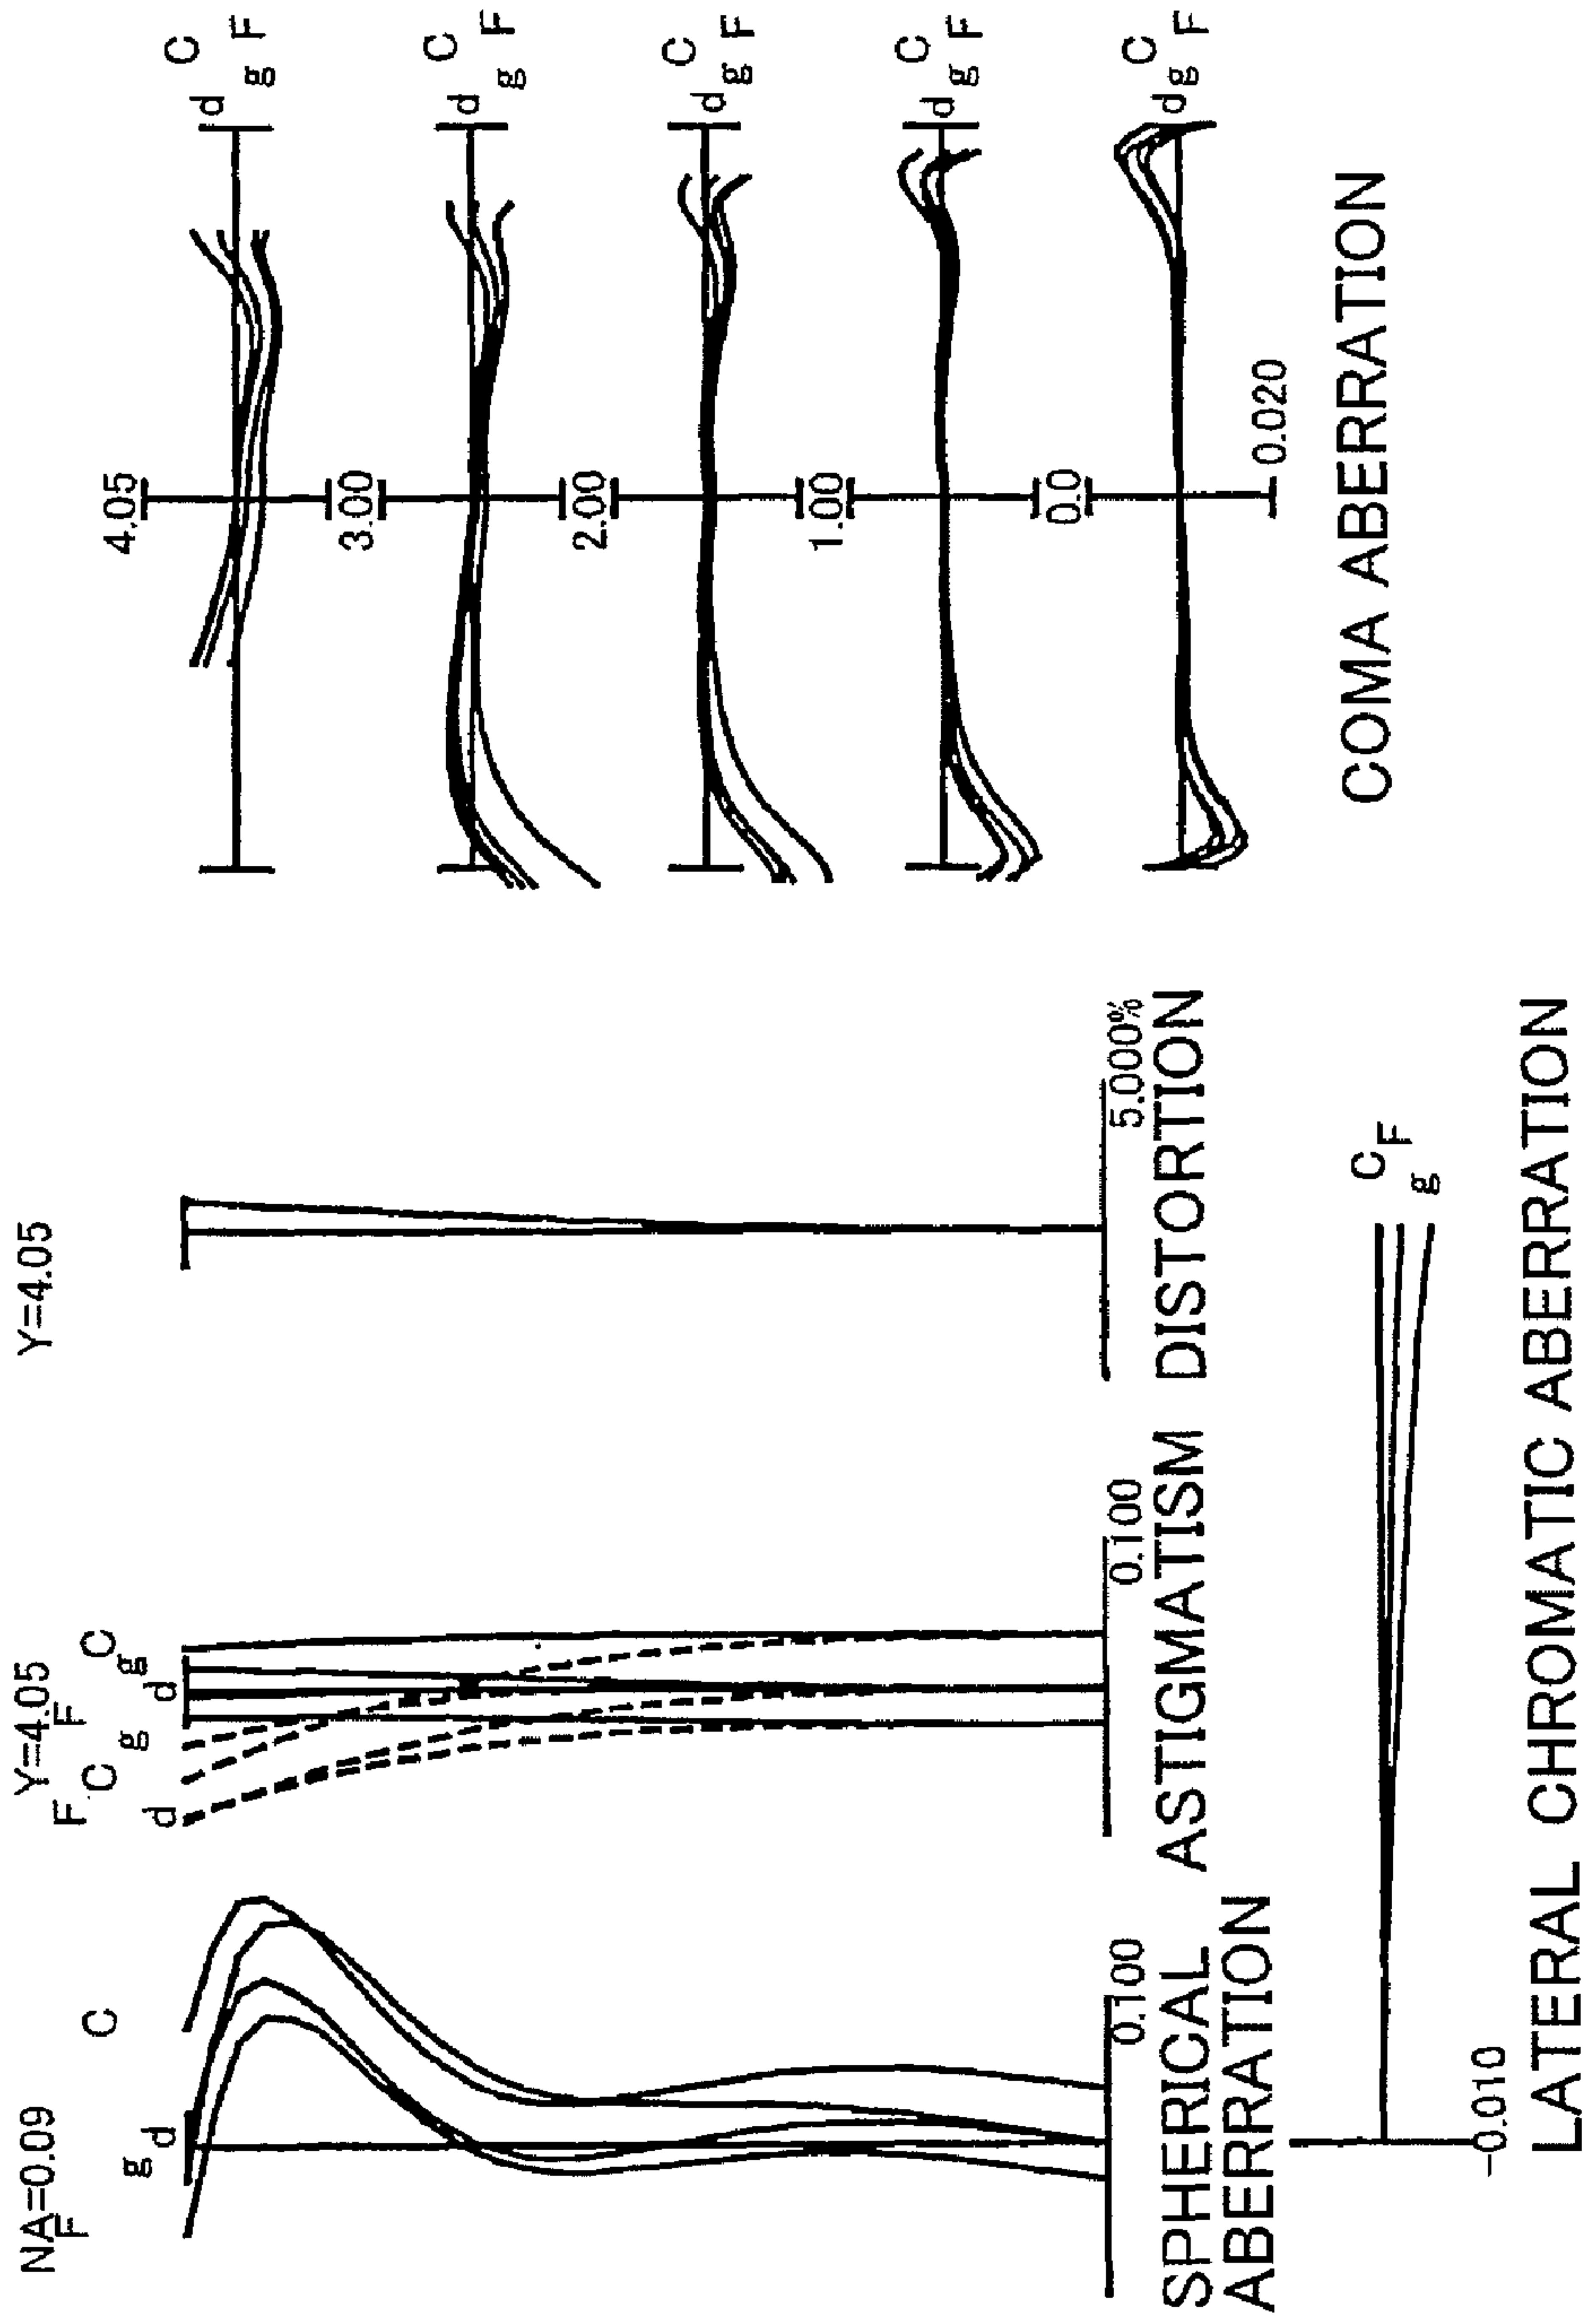 NA=0.09
F
g
d
C
0.100
SPHERICAL
ABERRATION
Y=4.05
F
d
C
g
F
d
g
C
0.100
ASTIGMATISM
Y=4.05
5.000%
DISTORTION
4.05
d
g
C
F
3.00
d
g
C
F
2.00
d
g
C
F
1.00
d
g
C
F
0.0
d
g
C
F
0.020
COMA ABERRATION
C
F
g
-0.010
LATERAL CHROMATIC ABERRATION